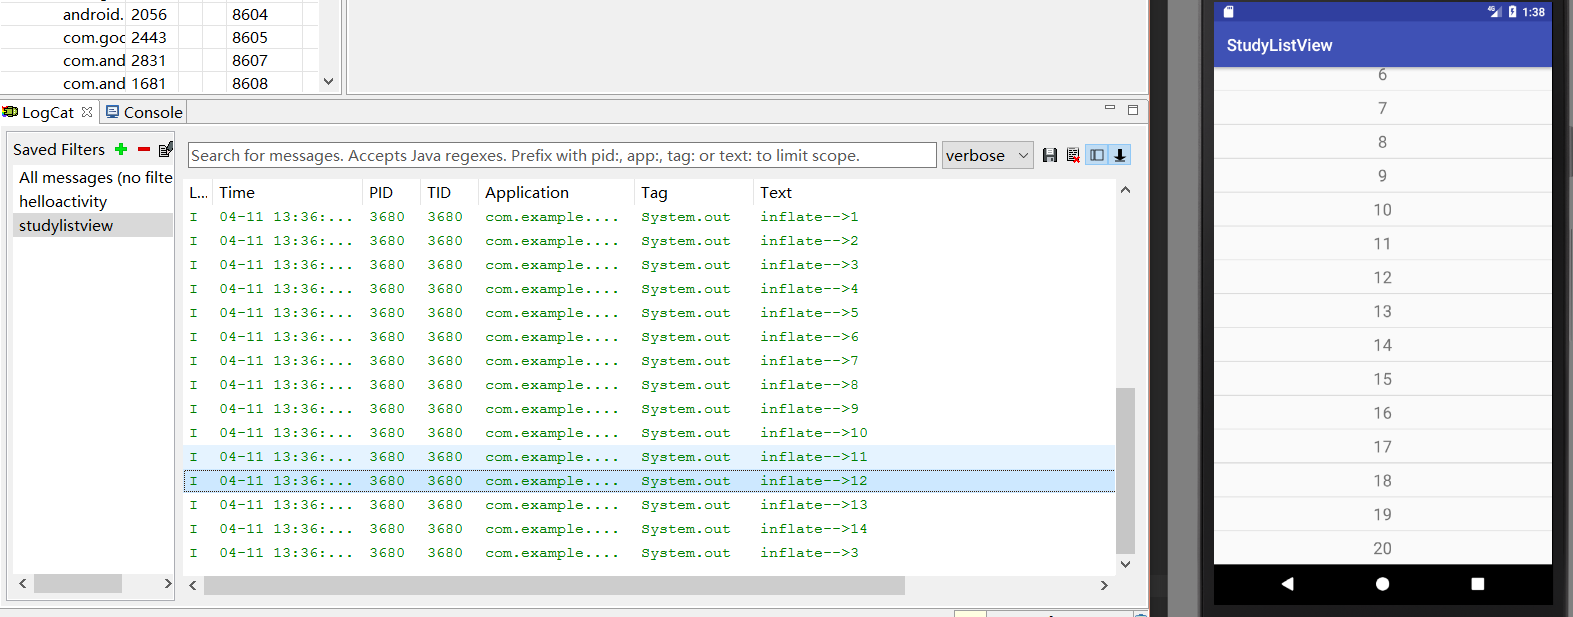 android. 2056 8604
com.goc 2443 8605
com.and 2831 8607
com.and 1681 8608
LogCat Console
Saved Filters
All messages (no filte
helloactivity
studylistview
Search for messages. Accepts Java regexes. Prefix with pid:, app:, tag: or text: to limit scope.
verbose
L... Time PID TID Application Tag Text
I 04-11 13:36:... 3680 3680 com.example.... System.out inflate-->1
I 04-11 13:36:... 3680 3680 com.example.... System.out inflate-->2
I 04-11 13:36:... 3680 3680 com.example.... System.out inflate-->3
I 04-11 13:36:... 3680 3680 com.example.... System.out inflate-->4
I 04-11 13:36:... 3680 3680 com.example.... System.out inflate-->5
I 04-11 13:36:... 3680 3680 com.example.... System.out inflate-->6
I 04-11 13:36:... 3680 3680 com.example.... System.out inflate-->7
I 04-11 13:36:... 3680 3680 com.example.... System.out inflate-->8
I 04-11 13:36:... 3680 3680 com.example.... System.out inflate-->9
I 04-11 13:36:... 3680 3680 com.example.... System.out inflate-->10
I 04-11 13:36:... 3680 3680 com.example.... System.out inflate-->11
I 04-11 13:36:... 3680 3680 com.example.... System.out inflate-->12
I 04-11 13:36:... 3680 3680 com.example.... System.out inflate-->13
I 04-11 13:36:... 3680 3680 com.example.... System.out inflate-->14
I 04-11 13:36:... 3680 3680 com.example.... System.out inflate-->3
4G 1:38
StudyListView
6
7
8
9
10
11
12
13
14
15
16
17
18
19
20